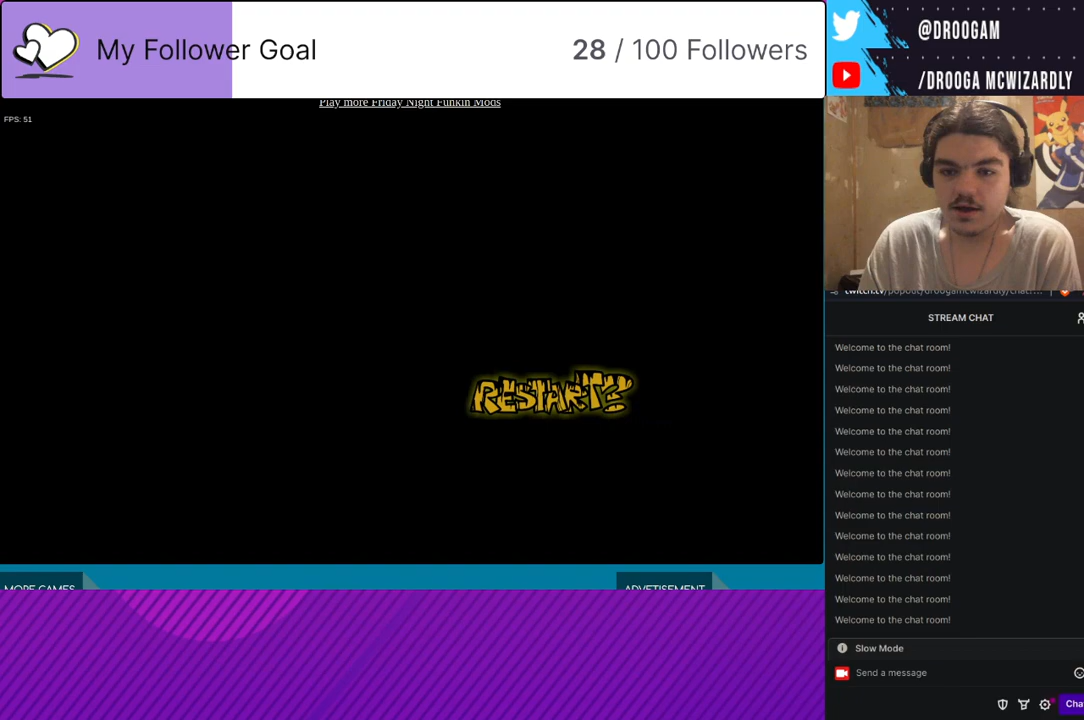 My Follower Goal 28 / 100 Followers
@DROOGAM
/DROOGA MCWIZARDLY
Play more Friday Night Funkin Mods
FPS: 51
RESTART?
STREAM CHAT
Welcome to the chat room!
Welcome to the chat room!
Welcome to the chat room!
Welcome to the chat room!
Welcome to the chat room!
Welcome to the chat room!
Welcome to the chat room!
Welcome to the chat room!
Welcome to the chat room!
Welcome to the chat room!
Welcome to the chat room!
Welcome to the chat room!
Welcome to the chat room!
Welcome to the chat room!
Slow Mode
Send a message
Cha
MORE GAMES
ADVERTISEMENT